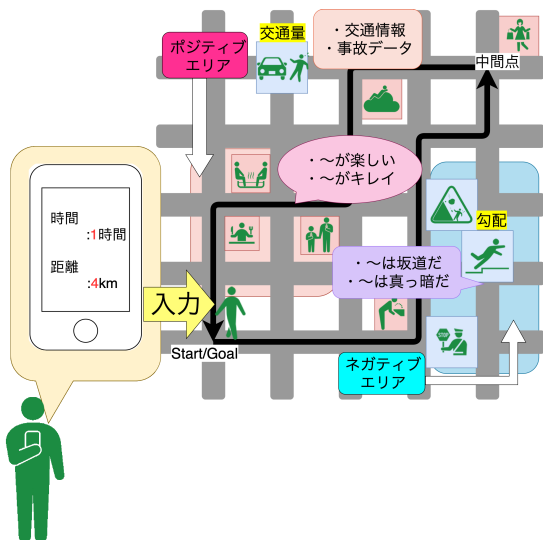 ポジティブ
エリア
交通量
・交通情報
・事故データ
中間点
・～が楽しい
・～がキレイ
時間
:1時間
距離
:4km
入力
勾配
・～は坂道だ
・～は真っ暗だ
STOP
Start/Goal
ネガティブ
エリア